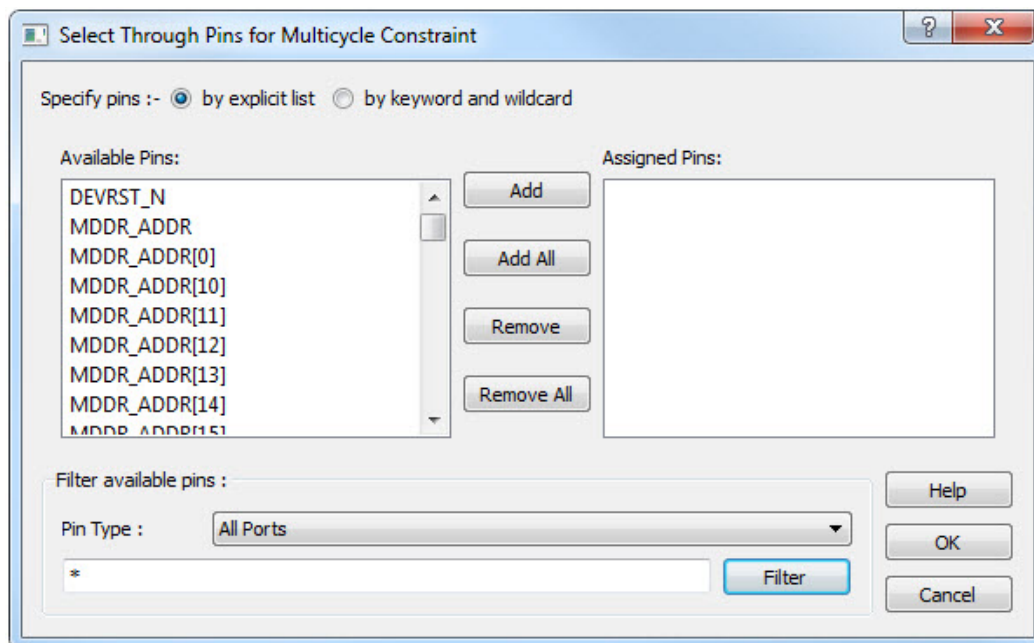 Select Through Pins for Multicycle Constraint
Specify pins :- by explicit list by keyword and wildcard
Available Pins:
Assigned Pins:
DEVRST_N
MDDR_ADDR
MDDR_ADDR[0]
MDDR_ADDR[10]
MDDR_ADDR[11]
MDDR_ADDR[12]
MDDR_ADDR[13]
MDDR_ADDR[14]
MDDR_ADDR[15]
Add
Add All
Remove
Remove All
Filter available pins :
Pin Type : All Ports
*
Filter
Help
OK
Cancel